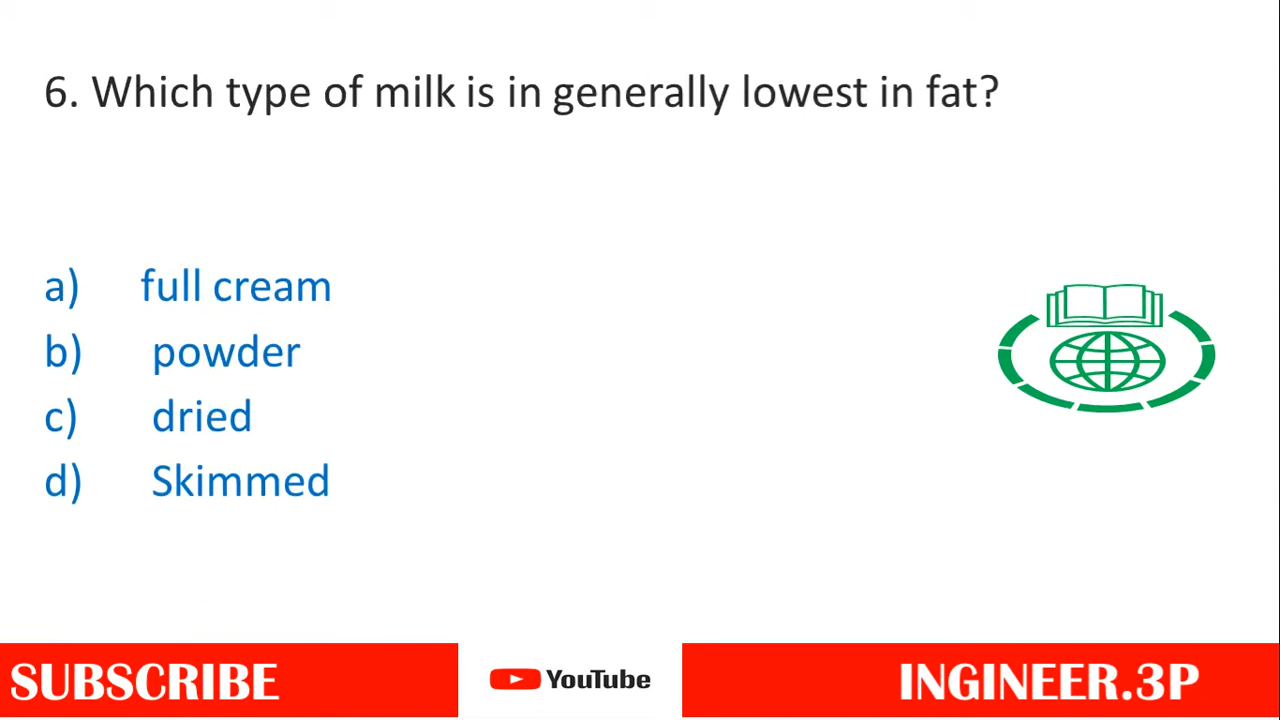 6. Which type of milk is in generally lowest in fat?
a) full cream
b) powder
c) dried
d) Skimmed
SUBSCRIBE YouTube INGINEER.3P